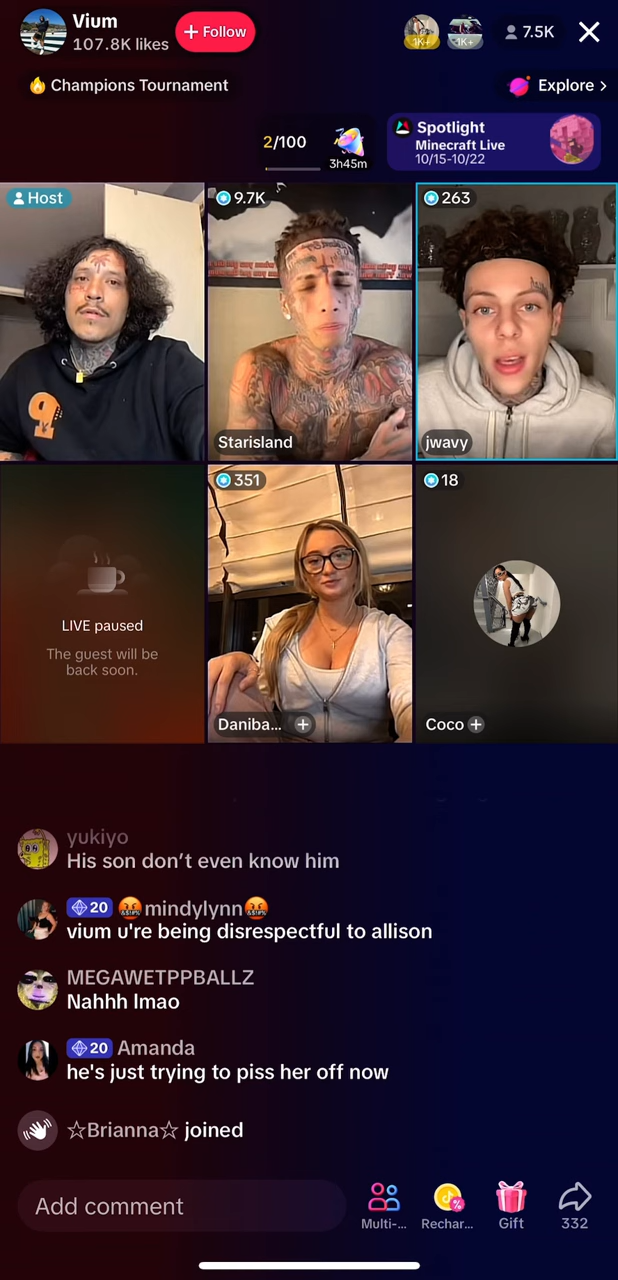 Vium
107.8K likes
+ Follow
1K+
1K+
7.5K
Champions Tournament
Explore >
2/100
3h45m
Spotlight
Minecraft Live
10/15-10/22
Host
9.7K
Starisland
263
jwavy
LIVE paused
The guest will be
back soon.
351
Daniba... +
18
Coco +
yukiyo
His son don't even know him
20 🤬mindylynn🤬
vium u're being disrespectful to allison
MEGAWETPPBALLZ
Nahhh lmao
20 Amanda
he's just trying to piss her off now
☆Brianna☆ joined
Add comment
Multi-...
Rechar...
Gift
332